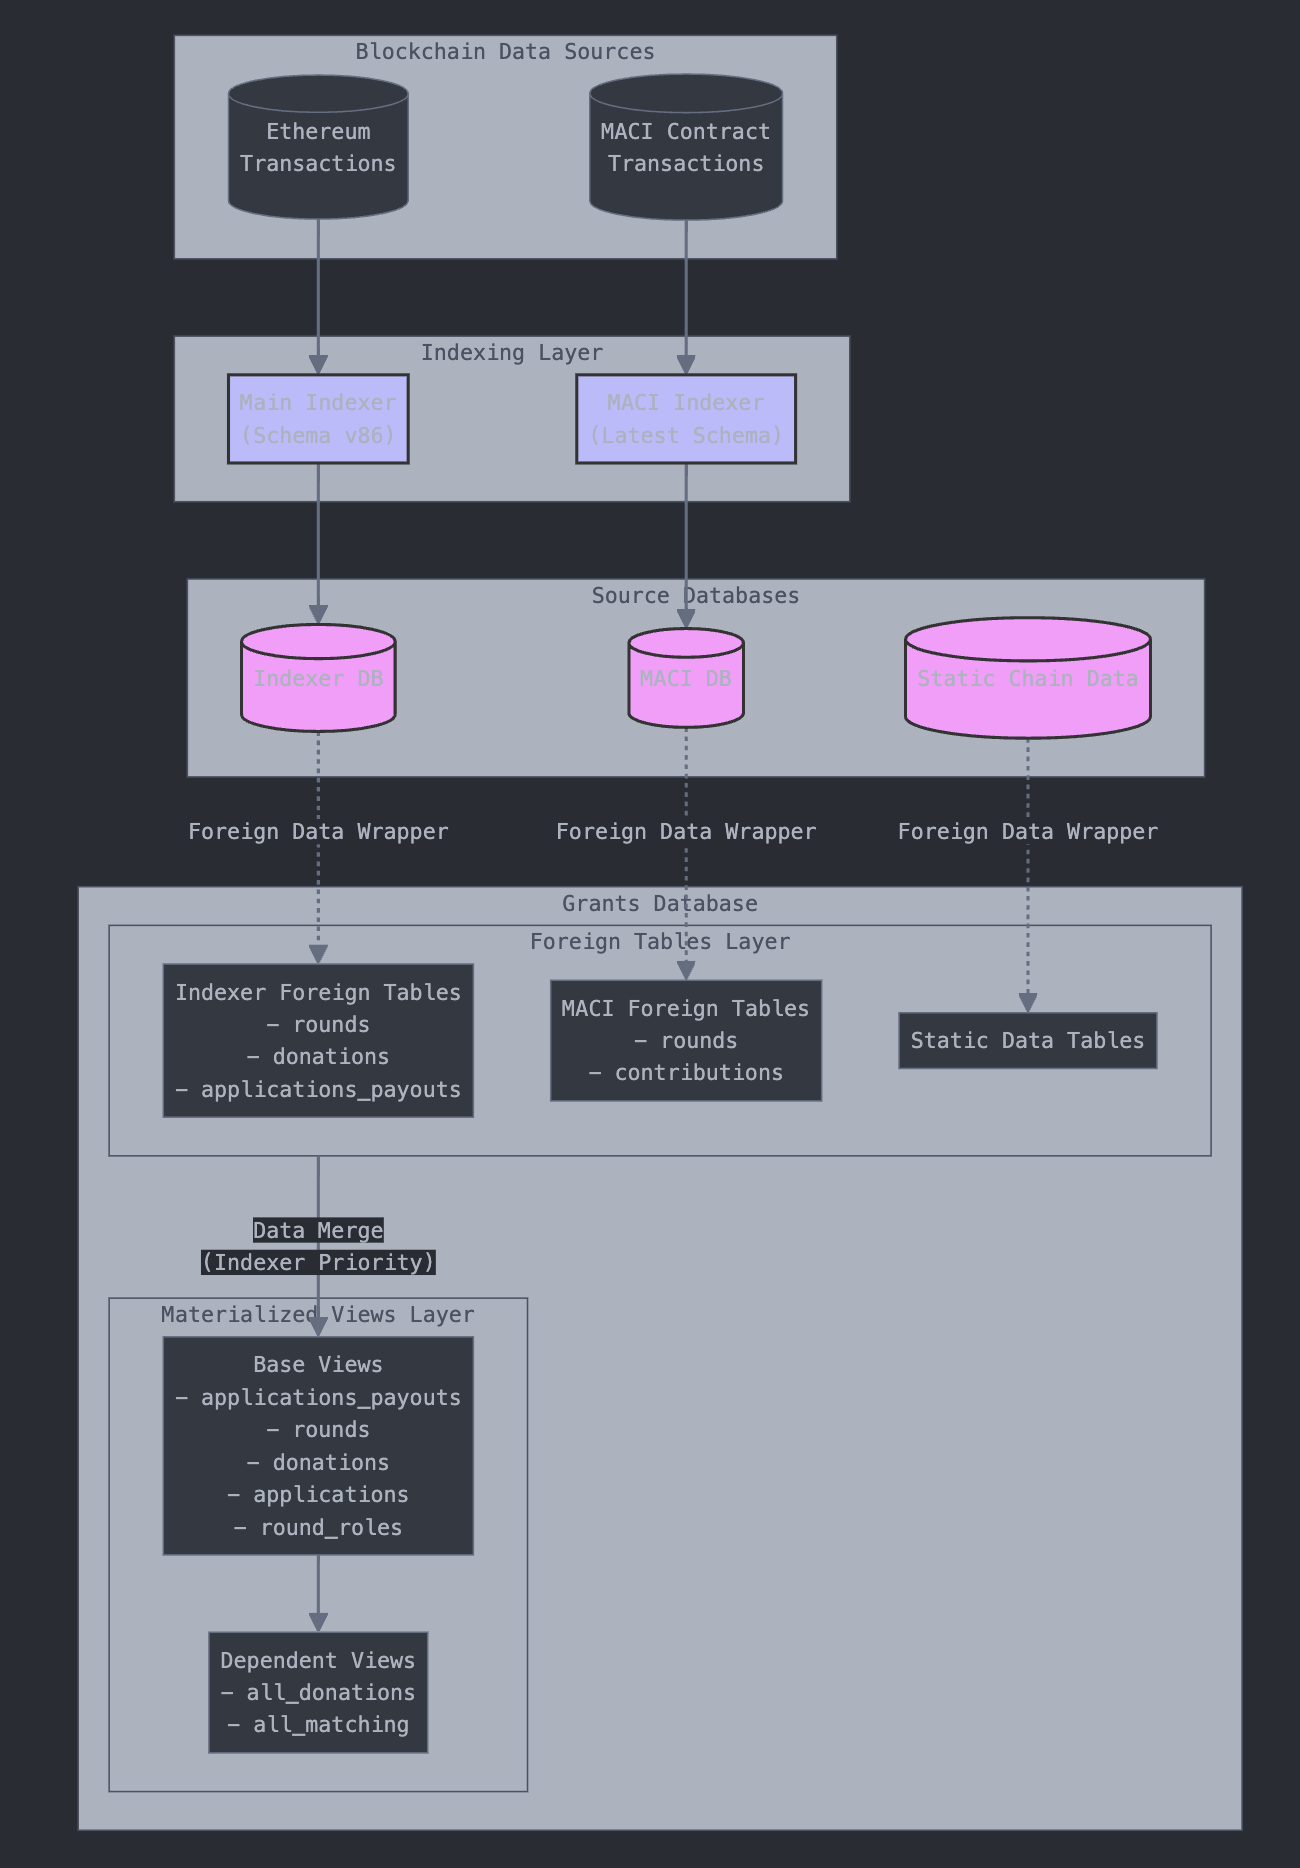 Blockchain Data Sources
Ethereum
Transactions
MACI Contract
Transactions
Indexing Layer
Main Indexer
(Schema v86)
MACI Indexer
(Latest Schema)
Source Databases
Indexer DB
MACI DB
Static Chain Data
Foreign Data Wrapper
Foreign Data Wrapper
Foreign Data Wrapper
Grants Database
Foreign Tables Layer
Indexer Foreign Tables
- rounds
- donations
- applications_payouts
MACI Foreign Tables
- rounds
- contributions
Static Data Tables
Data Merge
(Indexer Priority)
Materialized Views Layer
Base Views
- applications_payouts
- rounds
- donations
- applications
- round_roles
Dependent Views
- all_donations
- all_matching